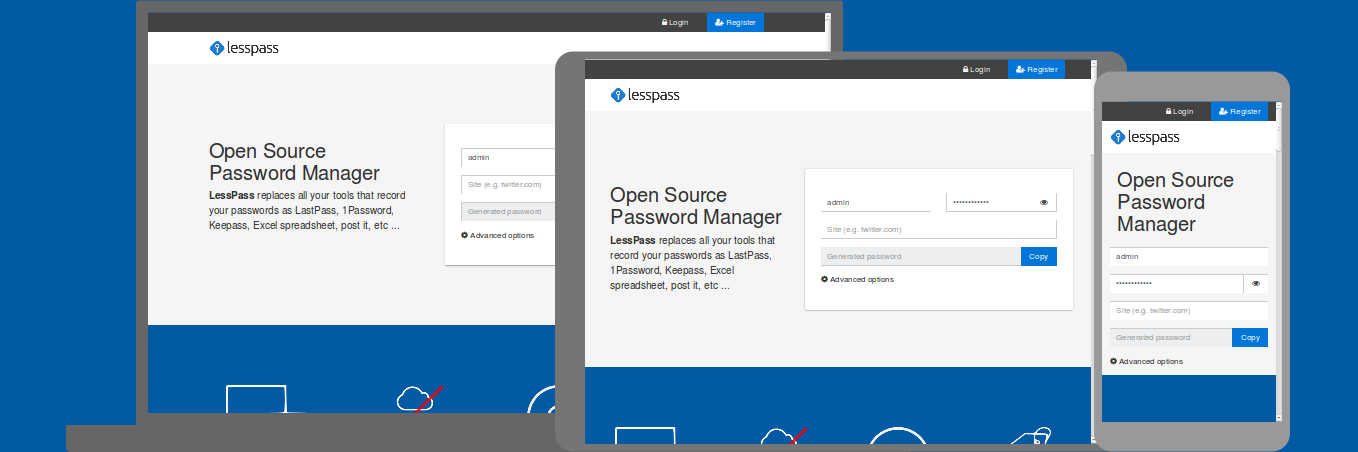 Login
Register
lesspass
Open Source
Password Manager
LessPass replaces all your tools that record
your passwords as LastPass, 1Password,
Keepass, Excel spreadsheet, post it, etc ...
admin
Site (e.g. twitter.com)
Generated password
Advanced options
Login
Register
lesspass
Open Source
Password Manager
LessPass replaces all your tools that
record your passwords as LastPass,
1Password, Keepass, Excel
spreadsheet, post it, etc ...
admin
••••••••••••
Site (e.g. twitter.com)
Generated password
Copy
Advanced options
Login
Register
lesspass
Open Source
Password
Manager
admin
••••••••••••
Site (e.g. twitter.com)
Generated password
Copy
Advanced options